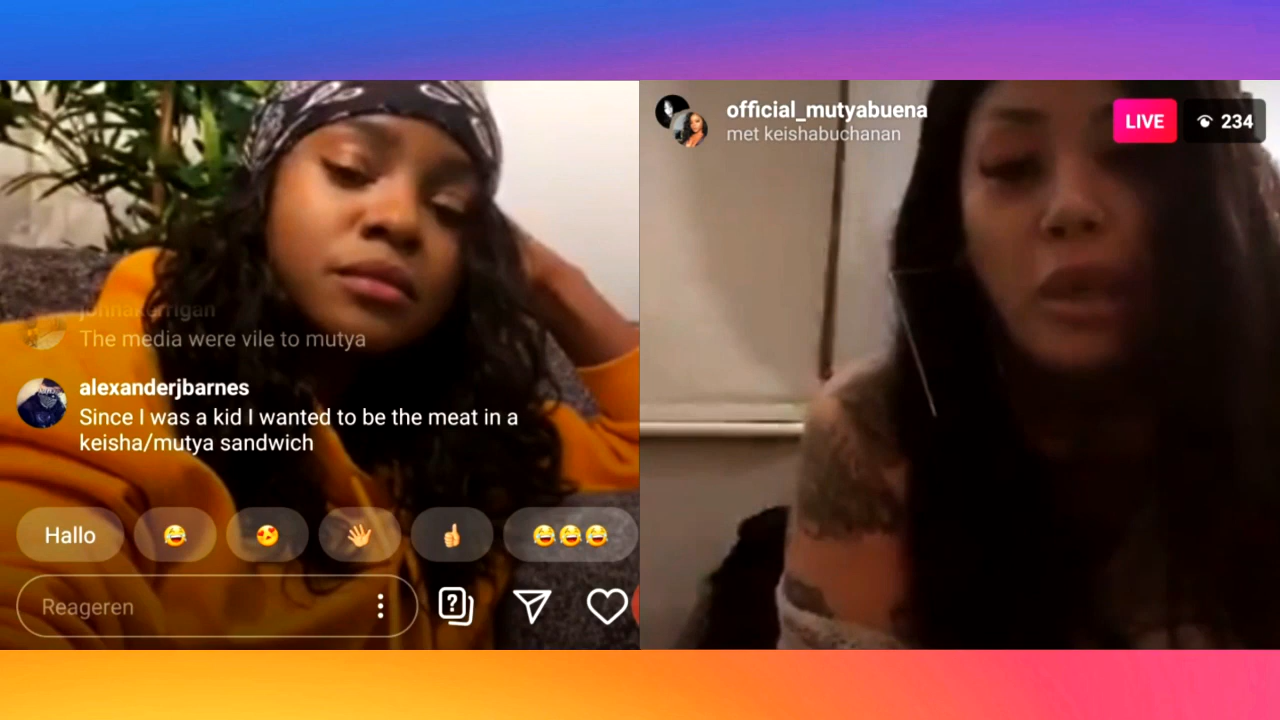 official_mutyabuena
met keishabuchanan
LIVE
234
jonnakerrigan
The media were vile to mutya
alexanderjbarnes
Since I was a kid I wanted to be the meat in a
keisha/mutya sandwich
Hallo
Reageren